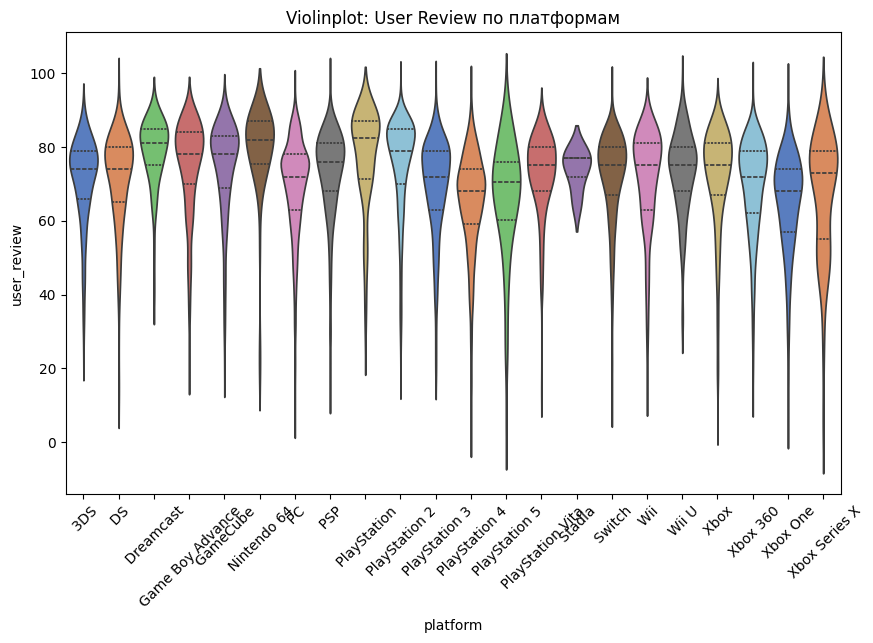 Violinplot: User Review по платформам
user_review
100
80
60
40
20
0
3DS
DS
Dreamcast
Game Boy Advance
GameCube
Nintendo 64
PC
PSP
PlayStation
PlayStation 2
PlayStation 3
PlayStation 4
PlayStation 5
PlayStation Vita
Stadia
Switch
Wii
Wii U
Xbox
Xbox 360
Xbox One
Xbox Series X
platform